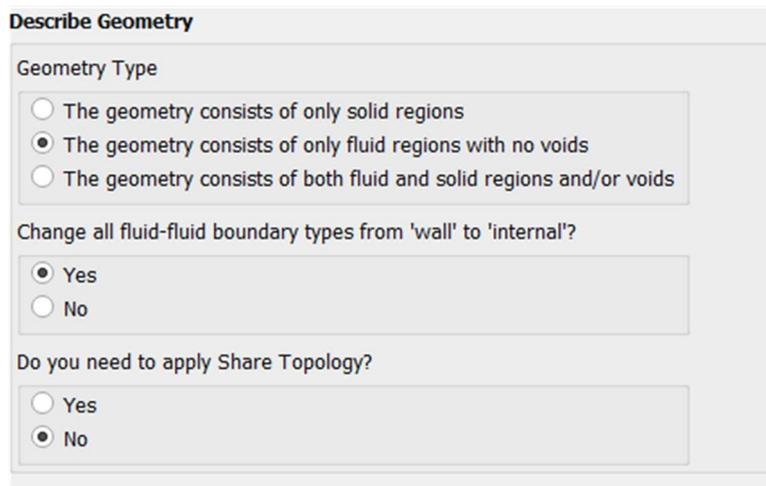 Describe Geometry
Geometry Type
The geometry consists of only solid regions
The geometry consists of only fluid regions with no voids
The geometry consists of both fluid and solid regions and/or voids
Change all fluid-fluid boundary types from 'wall' to 'internal'?
Yes
No
Do you need to apply Share Topology?
Yes
No